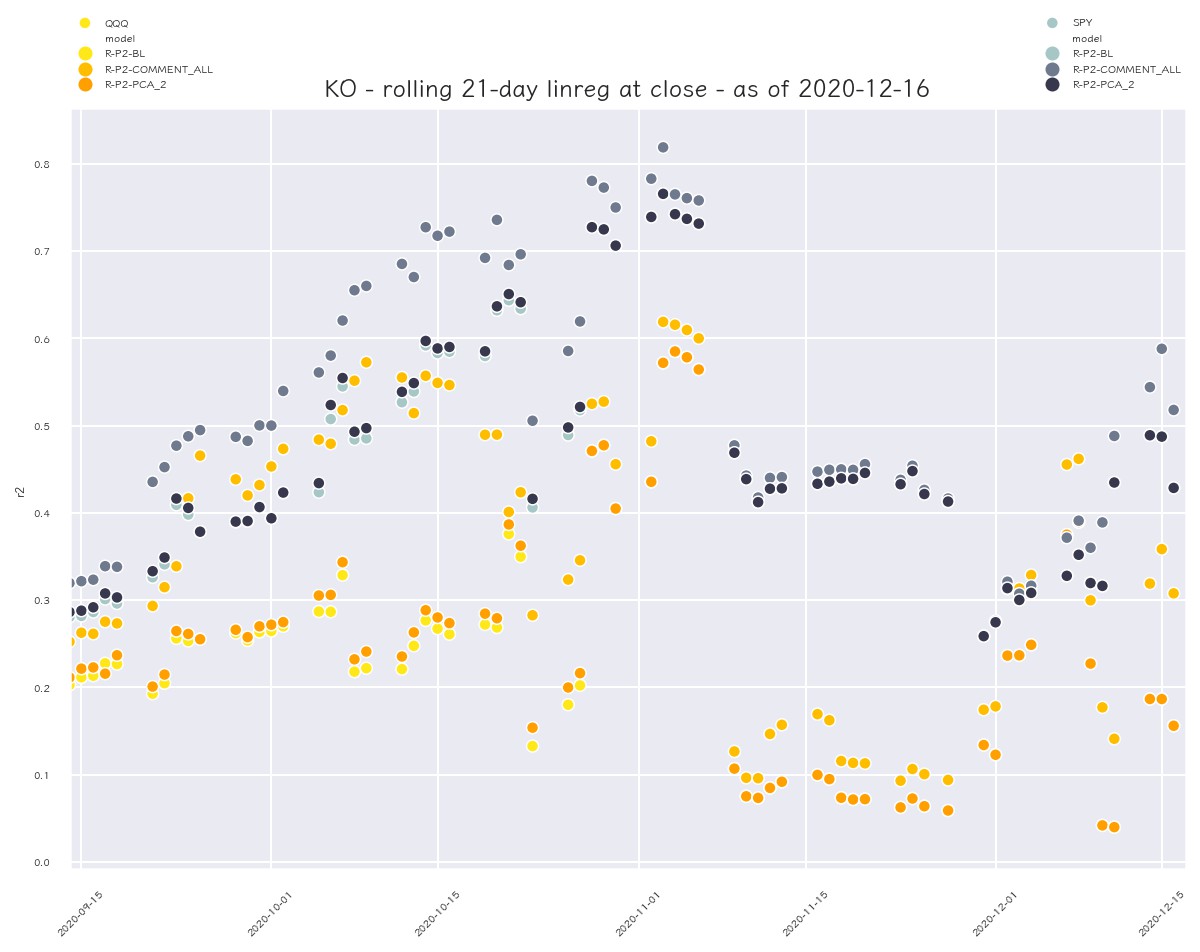 QQQ
model
R-P2-BL
R-P2-COMMENT_ALL
R-P2-PCA_2
SPY
model
R-P2-BL
R-P2-COMMENT_ALL
R-P2-PCA_2
KO - rolling 21-day linreg at close - as of 2020-12-16
0.8
0.7
0.6
0.5
r2
0.4
0.3
0.2
0.1
0.0
2020-09-15
2020-10-01
2020-10-15
2020-11-01
2020-11-15
2020-12-01
2020-12-15